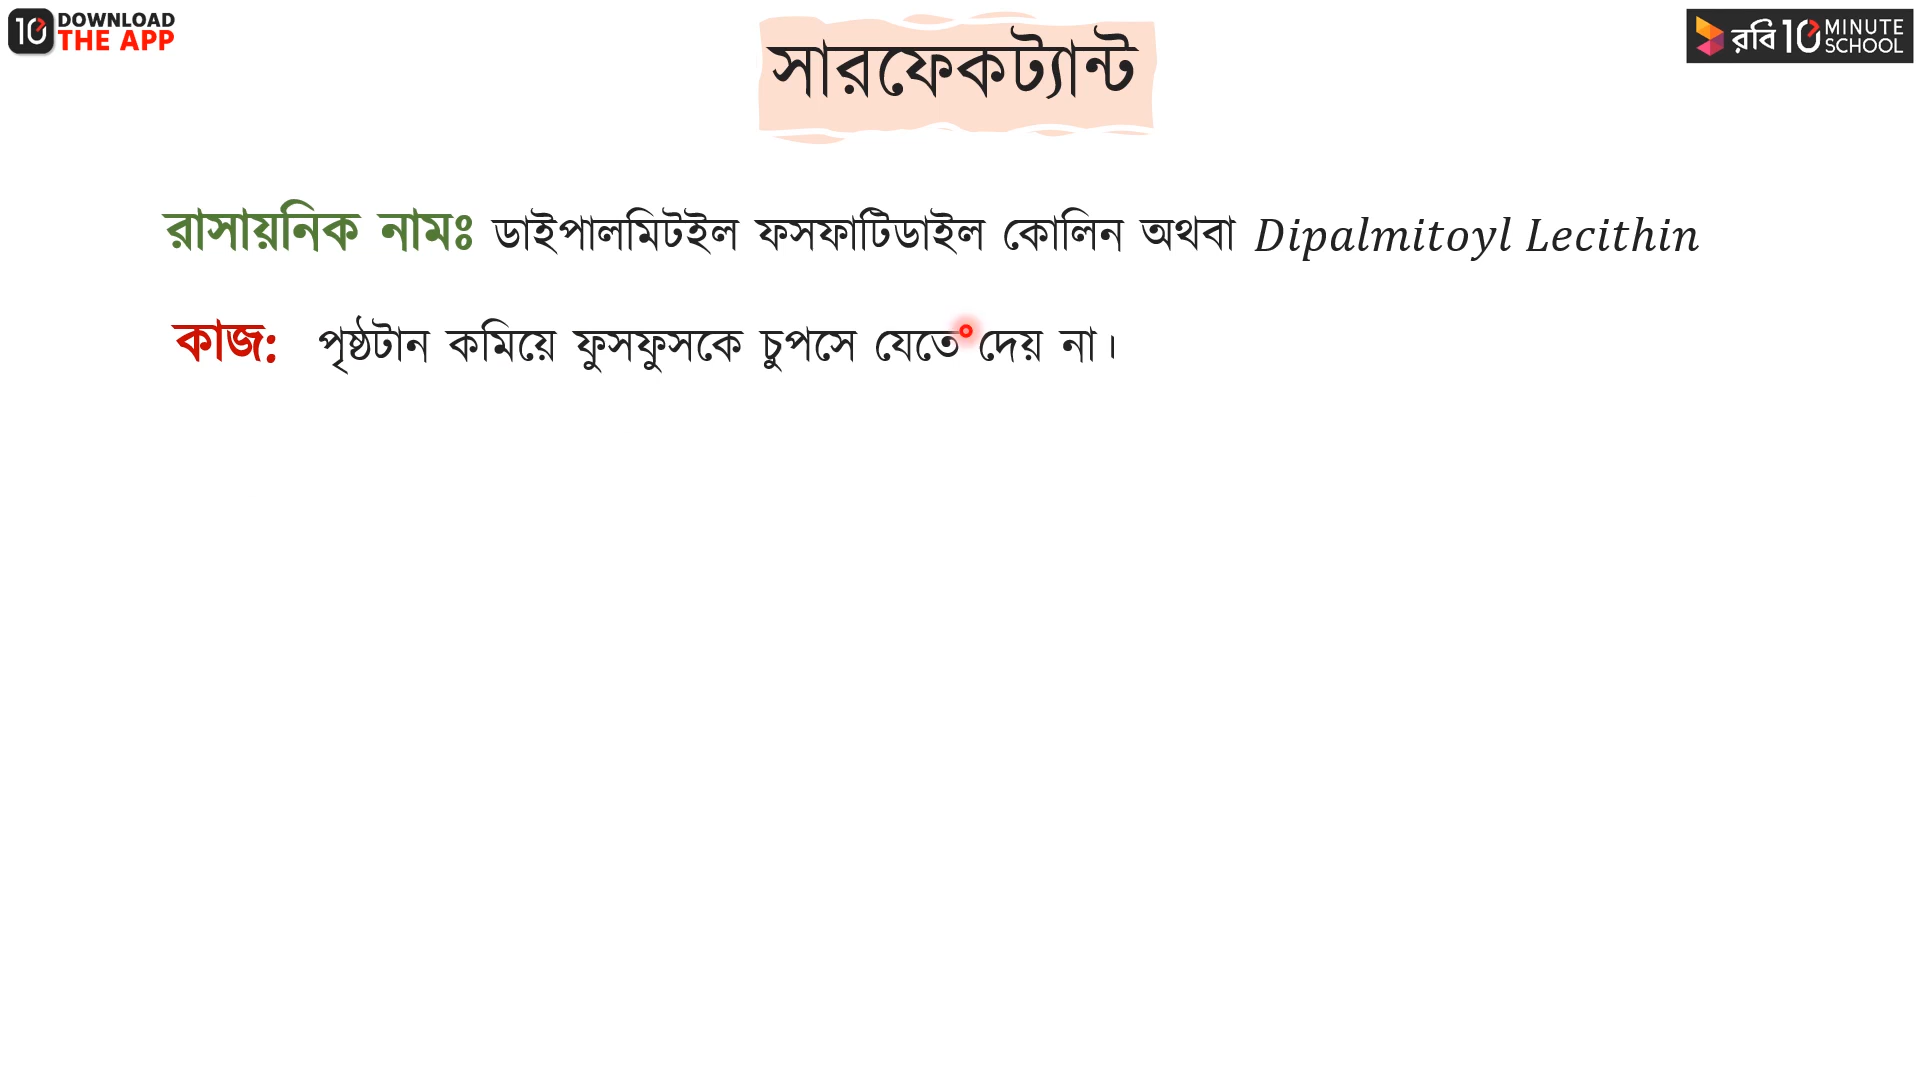 DOWNLOAD
THE APP
সারফেকট্যান্ট
রবি 10 MINUTE SCHOOL
রাসায়নিক নামঃ ডাইপালমিটইল ফসফাটিডাইল কোলিন অথবা Dipalmitoyl Lecithin
কাজ: পৃষ্ঠটান কমিয়ে ফুসফুসকে চুপসে যেতে দেয় না।